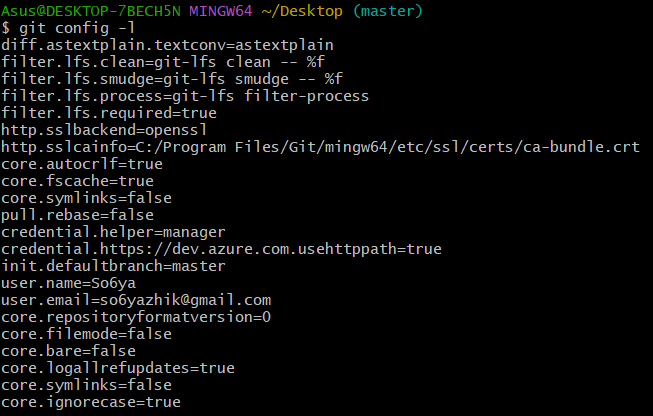 Asus@DESKTOP-7BECH5N MINGW64 ~/Desktop (master)
$ git config -l
diff.astextplain.textconv=astextplain
filter.lfs.clean=git-lfs clean -- %f
filter.lfs.smudge=git-lfs smudge -- %f
filter.lfs.process=git-lfs filter-process
filter.lfs.required=true
http.sslbackend=openssl
http.sslcainfo=C:/Program Files/Git/mingw64/etc/ssl/certs/ca-bundle.crt
core.autocrlf=true
core.fscache=true
core.symlinks=false
pull.rebase=false
credential.helper=manager
credential.https://dev.azure.com.usehttppath=true
init.defaultbranch=master
user.name=So6ya
user.email=so6yazhik@gmail.com
core.repositoryformatversion=0
core.filemode=false
core.bare=false
core.logallrefupdates=true
core.symlinks=false
core.ignorecase=true